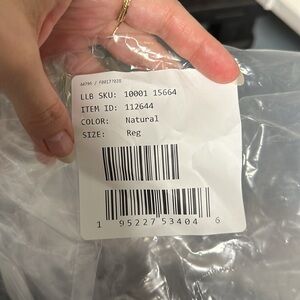 LLB SKU: 10001 15664
ITEM ID: 112644
COLOR: Natural
SIZE: Reg
1 95227 53404 6